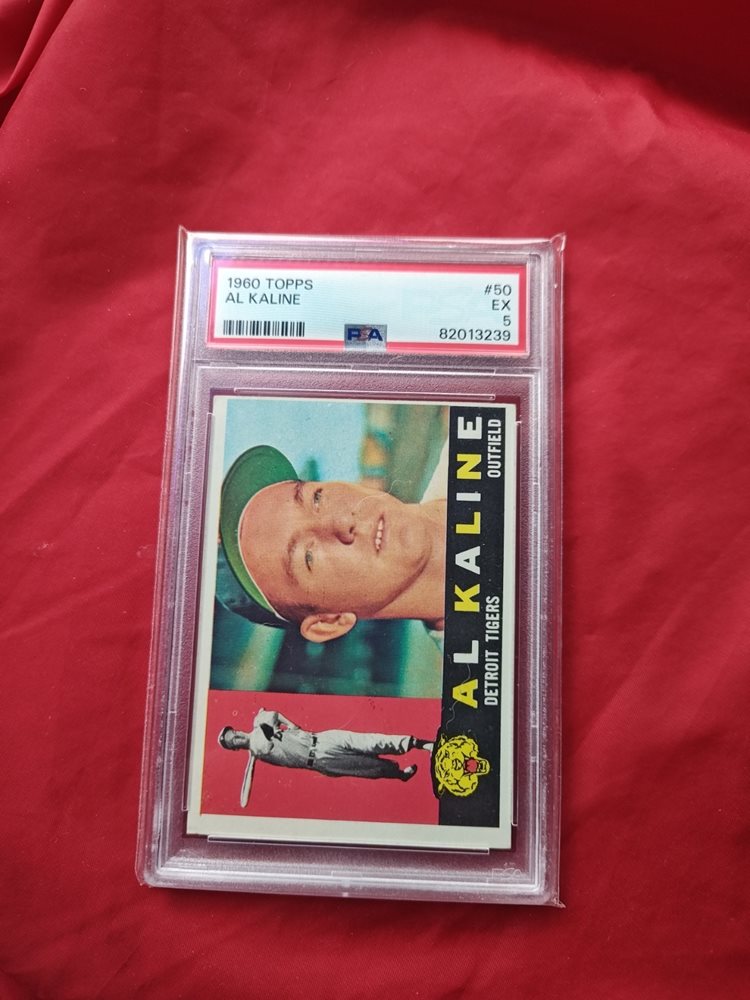 1960 TOPPS
AL KALINE
#50
EX
5
PSA
82013239
AL KALINE
DETROIT TIGERS
OUTFIELD